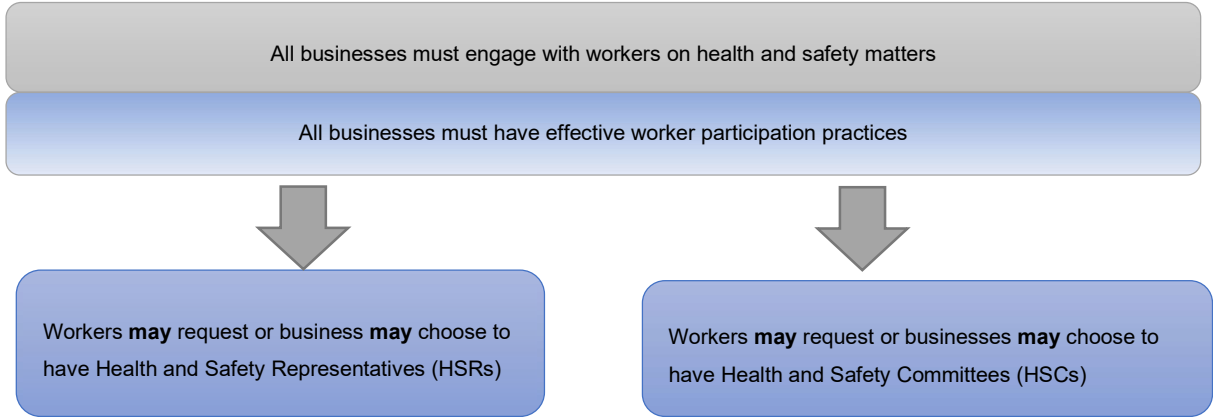 All businesses must engage with workers on health and safety matters
All businesses must have effective worker participation practices
Workers may request or business may choose to
have Health and Safety Representatives (HSRs)
Workers may request or businesses may choose to
have Health and Safety Committees (HSCs)